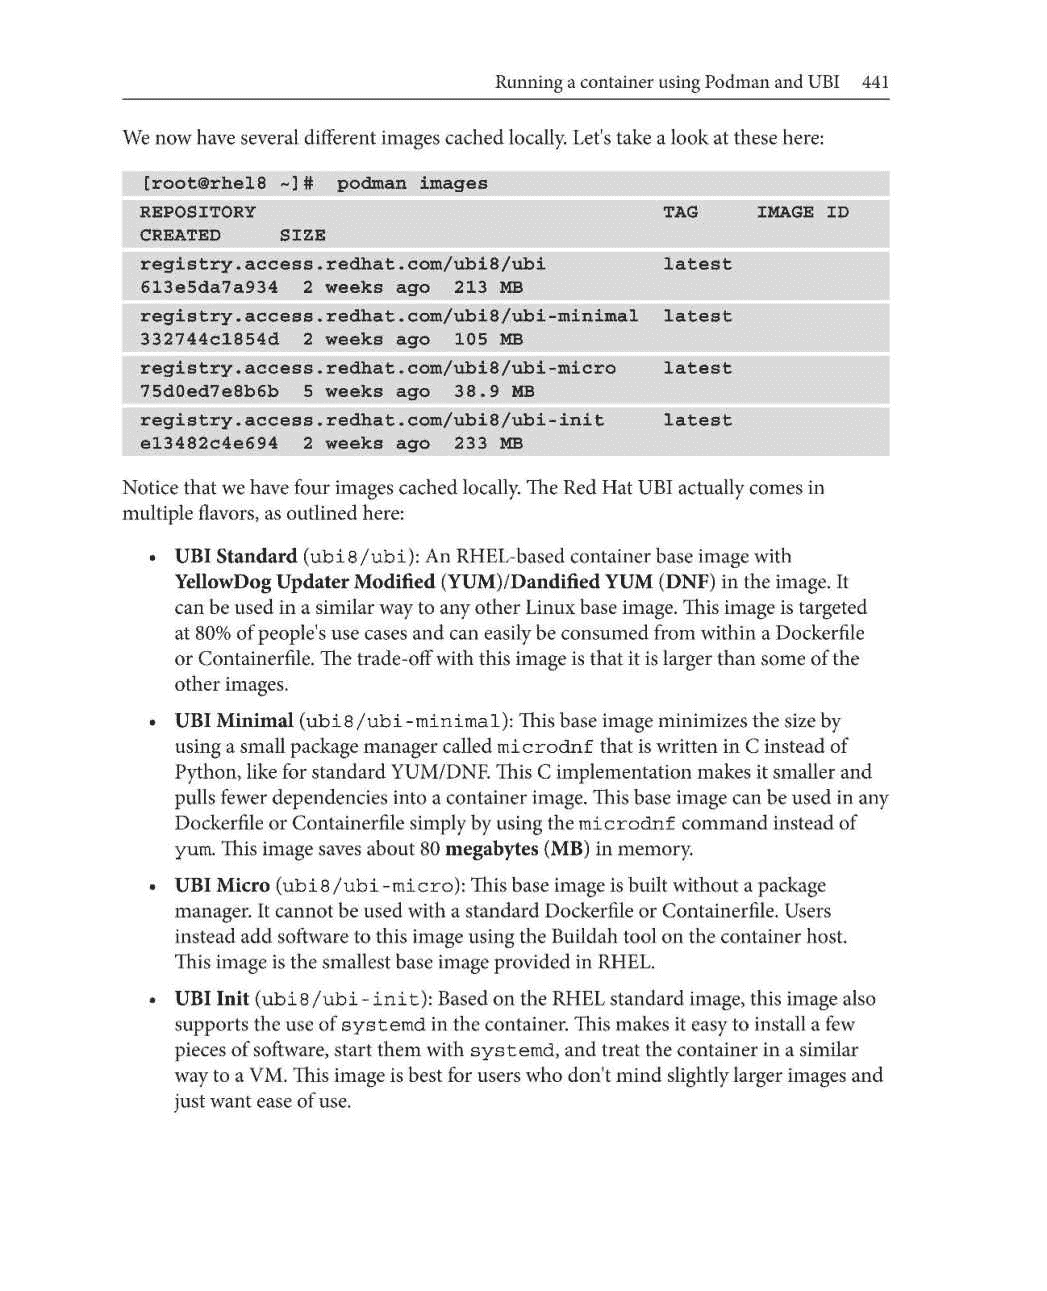 Running a container using Podman and UBI 441
We now have several different images cached locally. Let's take a look at these here:
[root@rhel8 ~]# podman images
REPOSITORY TAG IMAGE ID
CREATED SIZE
registry.access.redhat.com/ubi8/ubi latest
613e5da7a934 2 weeks ago 213 MB
registry.access.redhat.com/ubi8/ubi-minimal latest
332744c1854d 2 weeks ago 105 MB
registry.access.redhat.com/ubi8/ubi-micro latest
75d0ed7e8b6b 5 weeks ago 38.9 MB
registry.access.redhat.com/ubi8/ubi-init latest
e13482c4e694 2 weeks ago 233 MB
Notice that we have four images cached locally. The Red Hat UBI actually comes in
multiple flavors, as outlined here:
• UBI Standard (ubi8/ubi): An RHEL-based container base image with
YellowDog Updater Modified (YUM)/Dandified YUM (DNF) in the image. It
can be used in a similar way to any other Linux base image. This image is targeted
at 80% of people's use cases and can easily be consumed from within a Dockerfile
or Containerfile. The trade-off with this image is that it is larger than some of the
other images.
• UBI Minimal (ubi8/ubi-minimal): This base image minimizes the size by
using a small package manager called microdnf that is written in C instead of
Python, like for standard YUM/DNF. This C implementation makes it smaller and
pulls fewer dependencies into a container image. This base image can be used in any
Dockerfile or Containerfile simply by using the microdnf command instead of
yum. This image saves about 80 megabytes (MB) in memory.
• UBI Micro (ubi8/ubi-micro): This base image is built without a package
manager. It cannot be used with a standard Dockerfile or Containerfile. Users
instead add software to this image using the Buildah tool on the container host.
This image is the smallest base image provided in RHEL.
• UBI Init (ubi8/ubi-init): Based on the RHEL standard image, this image also
supports the use of systemd in the container. This makes it easy to install a few
pieces of software, start them with systemd, and treat the container in a similar
way to a VM. This image is best for users who don't mind slightly larger images and
just want ease of use.